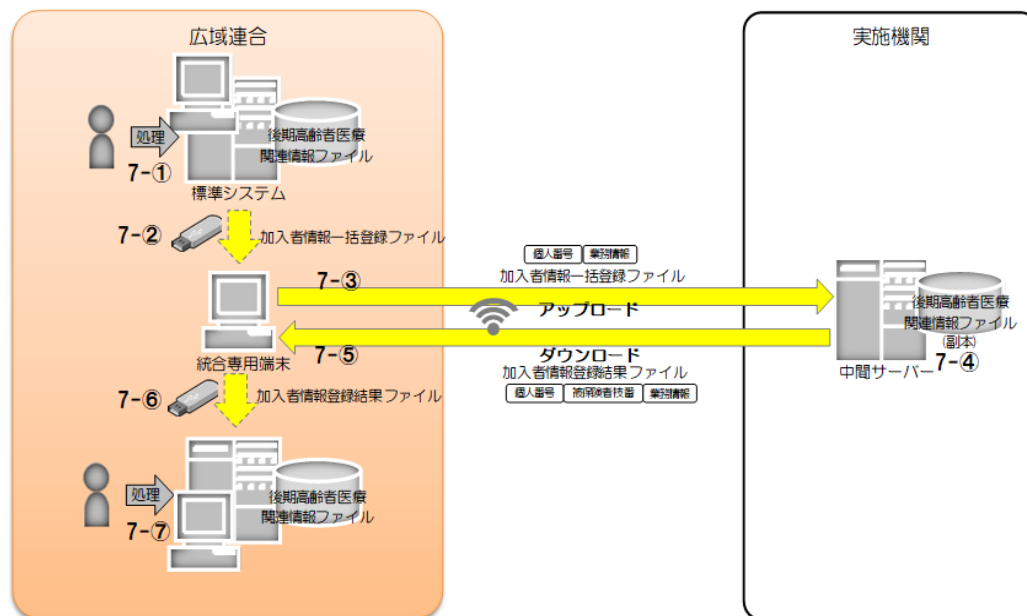 広域連合
実施機関
処理
後期高齢者医療
関連情報ファイル
7-①
標準システム
7-②
加入者情報一括登録ファイル
7-③
個人番号 業務情報
加入者情報一括登録ファイル
アップロード
後期高齢者医療
関連情報ファイル
(副本)
7-④
中間サーバー
統合専用端末
7-⑤
ダウンロード
加入者情報登録結果ファイル
個人番号 被保険者枝番 業務情報
7-⑥
加入者情報登録結果ファイル
処理
後期高齢者医療
関連情報ファイル
7-⑦